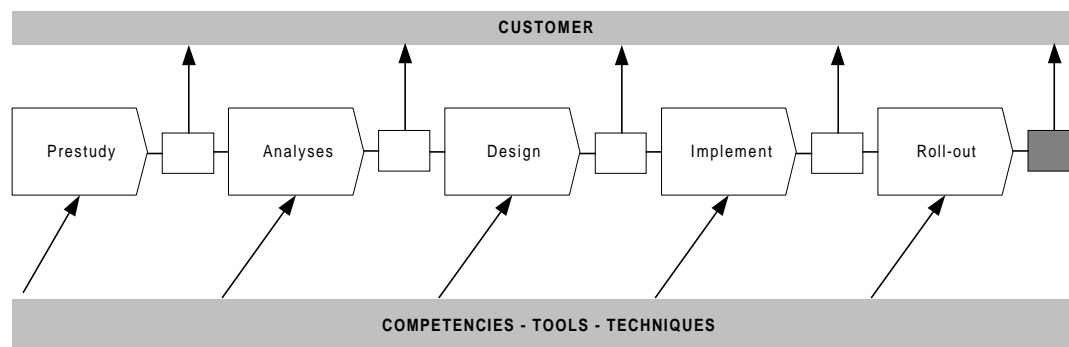 CUSTOMER
Prestudy
Analyses
Design
Implement
Roll-out
COMPETENCIES - TOOLS - TECHNIQUES